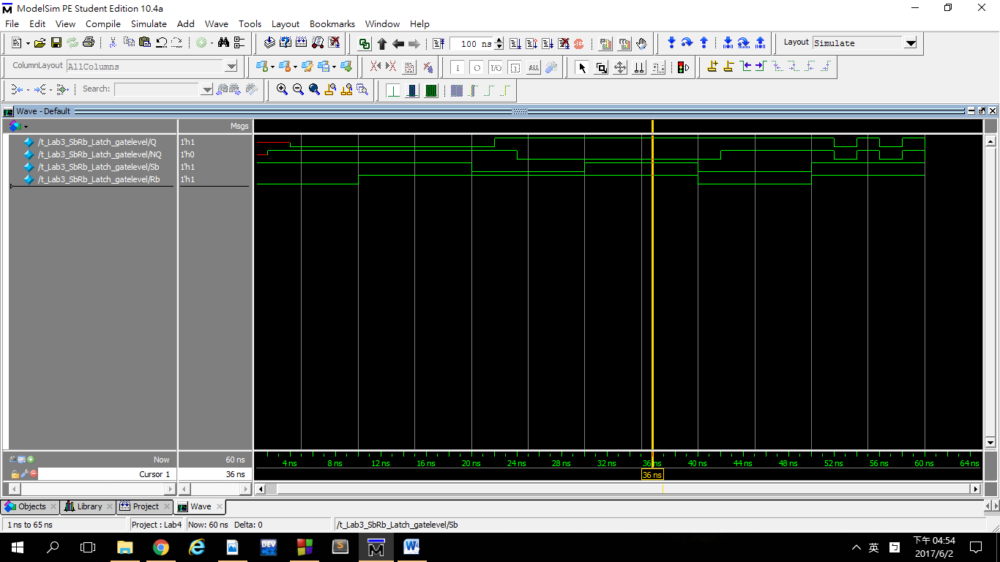 ModelSim PE Student Edition 10.4a
File Edit View Compile Simulate Add Wave Tools Layout Bookmarks Window Help
100 ns
Layout Simulate
ColumnLayout AllColumns
ALL
Search:
Wave - Default
Msgs
/t_Lab3_SbRb_Latch_gatelevel/Q 1'h1
/t_Lab3_SbRb_Latch_gatelevel/NQ 1'h0
/t_Lab3_SbRb_Latch_gatelevel/Sb 1'h1
/t_Lab3_SbRb_Latch_gatelevel/Rb 1'h1
Now 60 ns
4 ns 8 ns 12 ns 16 ns 20 ns 24 ns 28 ns 32 ns 36 ns 40 ns 44 ns 48 ns 52 ns 56 ns 60 ns 64 ns
Cursor 1 36 ns
36 ns
Objects Library Project Wave
1 ns to 65 ns Project : Lab4 Now: 60 ns Delta: 0 /t_Lab3_SbRb_Latch_gatelevel/Sb
DEV
英
下午 04:54
2017/6/2